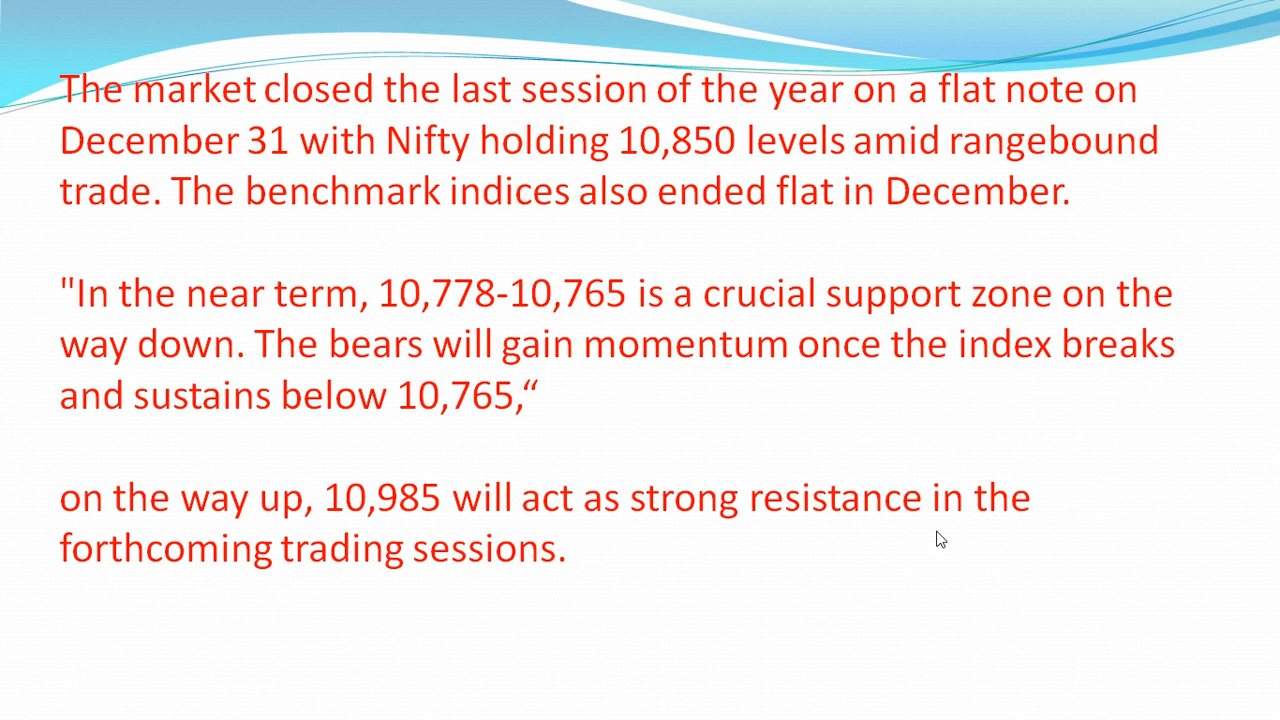 The market closed the last session of the year on a flat note on
December 31 with Nifty holding 10,850 levels amid rangebound
trade. The benchmark indices also ended flat in December.
"In the near term, 10,778-10,765 is a crucial support zone on the
way down. The bears will gain momentum once the index breaks
and sustains below 10,765,“
on the way up, 10,985 will act as strong resistance in the
forthcoming trading sessions.